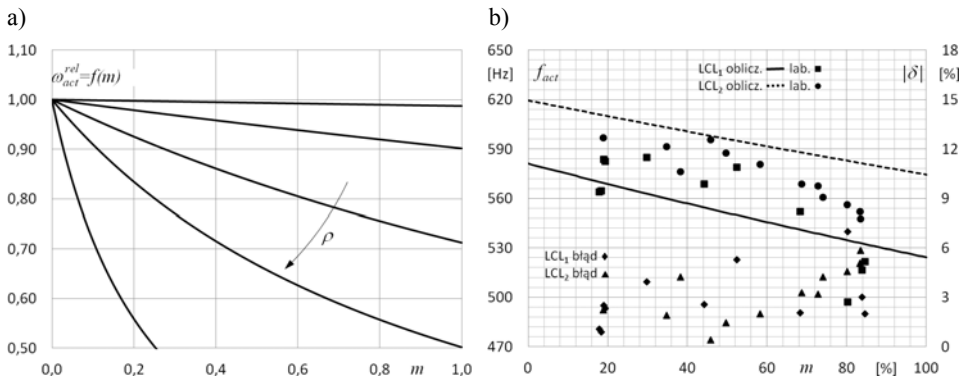 a)
1,10
ω_act^rel=f(m)
1,00
0,90
0,80
ρ
0,70
0,60
0,50
0,0 0,2 0,4 0,6 0,8 m 1,0
b)
650 18
[Hz] f_act LCL₁ oblicz. lab. |δ| [%]
LCL₂ oblicz. lab.
620 15
590 12
560 9
530 6
LCL₁ błąd
LCL₂ błąd
500 3
470 0
0 20 40 60 m 80 [%] 100